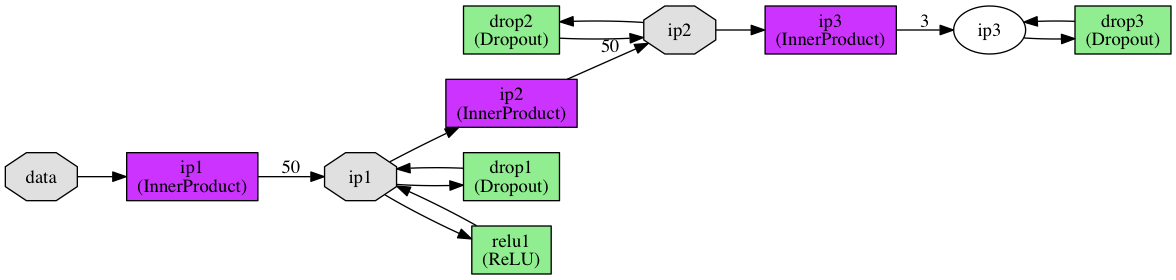 drop2
(Dropout)
50
ip2
ip3
(InnerProduct)
3
ip3
drop3
(Dropout)
ip2
(InnerProduct)
data
ip1
(InnerProduct)
50
ip1
drop1
(Dropout)
relu1
(ReLU)